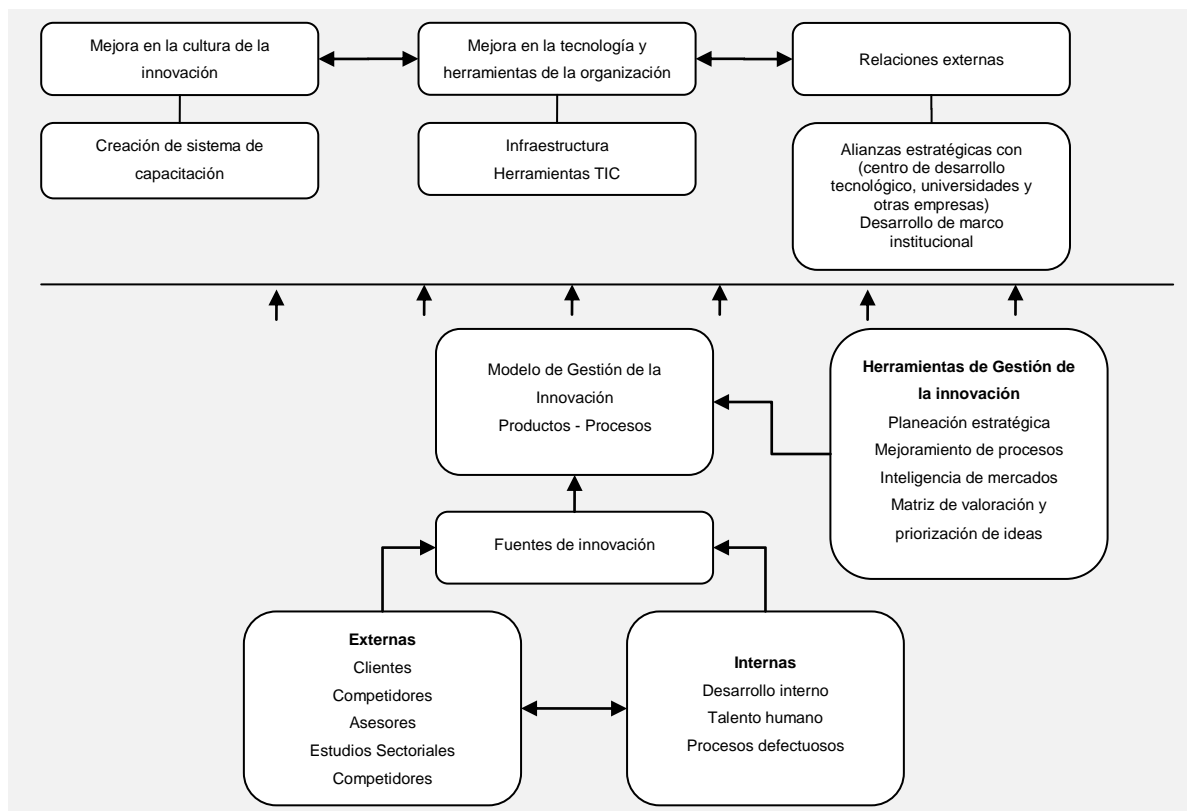 Mejora en la cultura de la
innovación
Mejora en la tecnología y
herramientas de la organización
Relaciones externas
Creación de sistema de
capacitación
Infraestructura
Herramientas TIC
Alianzas estratégicas con
(centro de desarrollo
tecnológico, universidades y
otras empresas)
Desarrollo de marco
institucional
Modelo de Gestión de la
Innovación
Productos - Procesos
Herramientas de Gestión de
la innovación
Planeación estratégica
Mejoramiento de procesos
Inteligencia de mercados
Matriz de valoración y
priorización de ideas
Fuentes de innovación
Externas
Clientes
Competidores
Asesores
Estudios Sectoriales
Competidores
Internas
Desarrollo interno
Talento humano
Procesos defectuosos